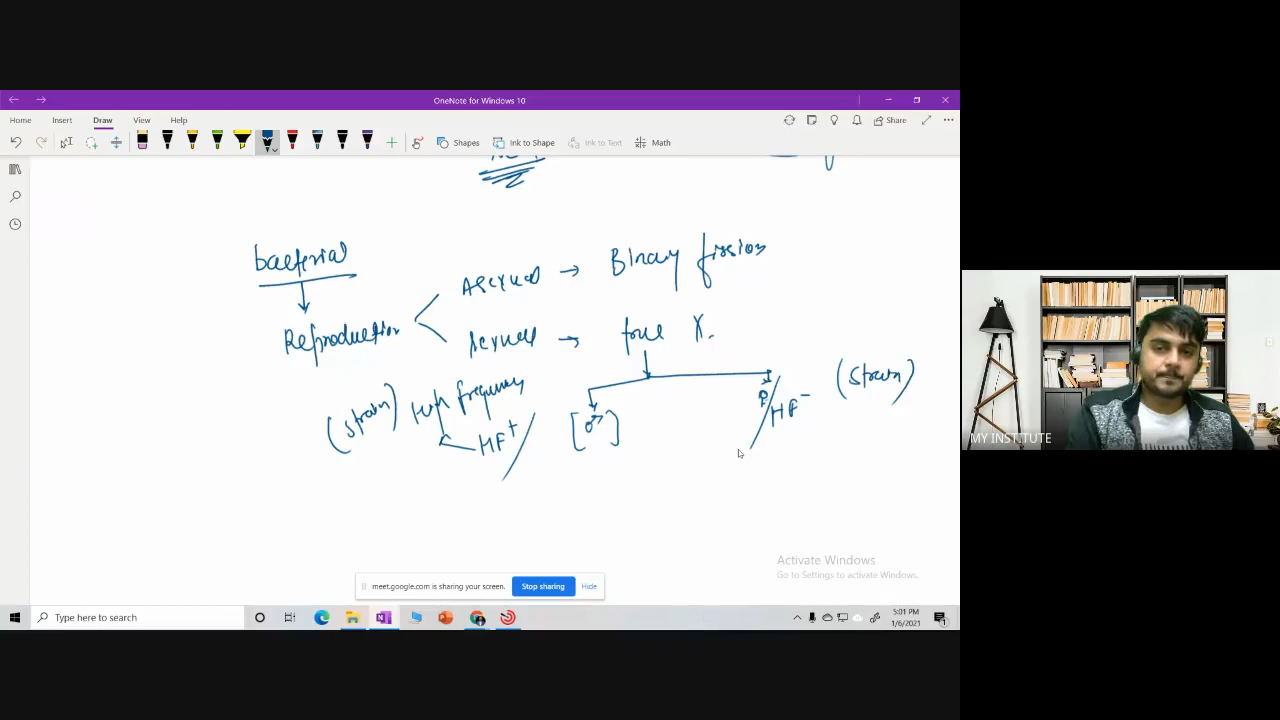 OneNote for Windows 10
Home Insert Draw View Help
Share
Shapes Ink to Shape Ink to Text Math
bacterial
Reproduction
Asexual → Binary fission
Sexual → true X.
(strain) High frequency
HF+
[♂]
♀ HF- (strain)
MY INSTITUTE
Activate Windows
Go to Settings to activate Windows.
meet.google.com is sharing your screen. Stop sharing Hide
Type here to search
5:01 PM
1/6/2021